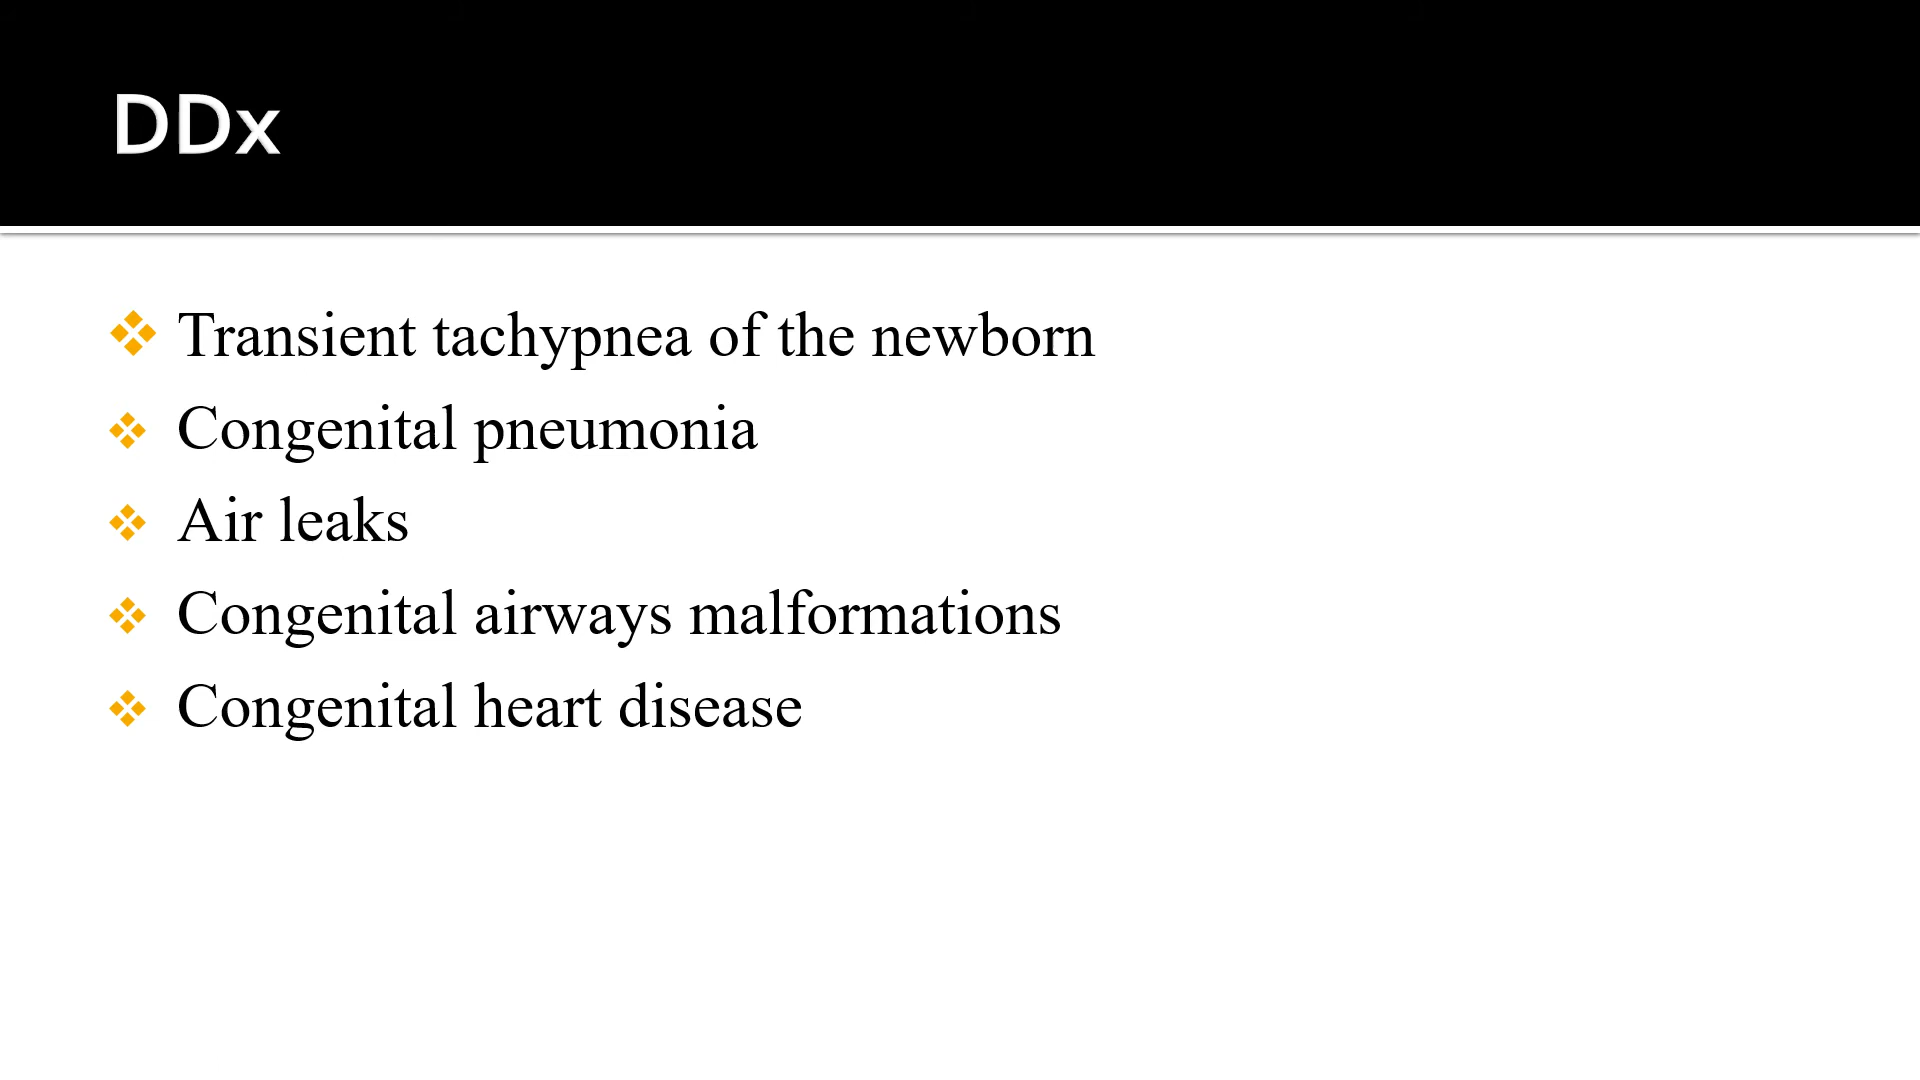 DDx
Transient tachypnea of the newborn
Congenital pneumonia
Air leaks
Congenital airways malformations
Congenital heart disease